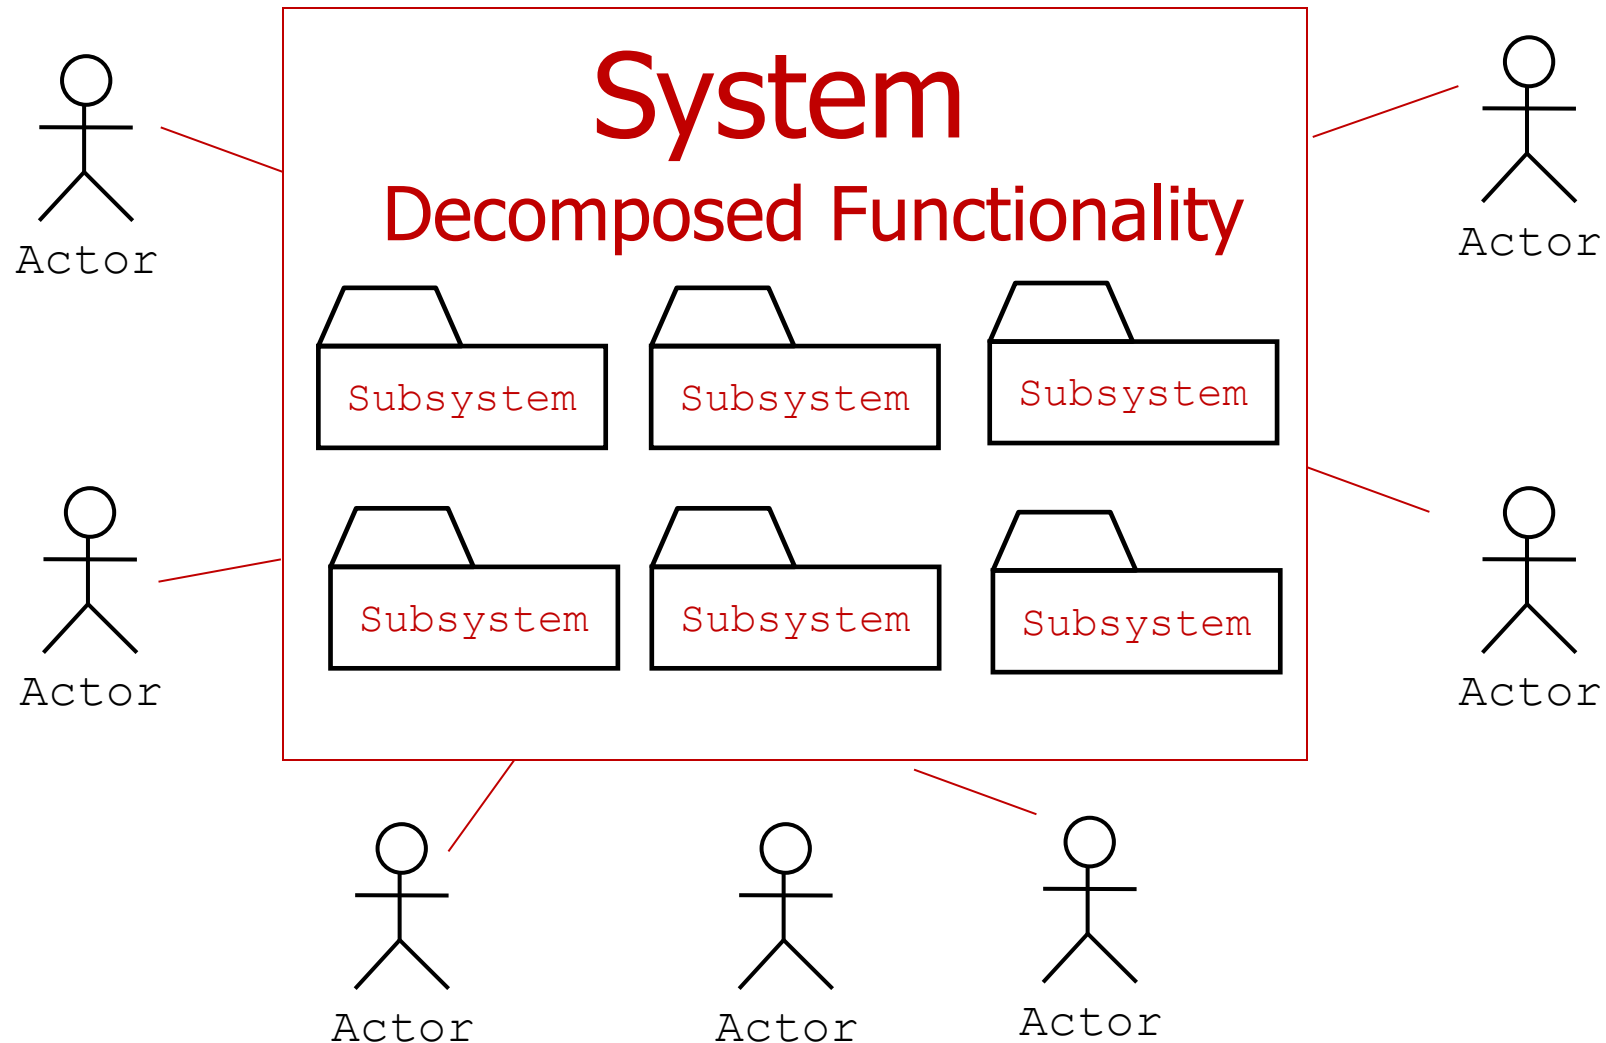 System
Decomposed Functionality
Actor
Actor
Subsystem
Subsystem
Subsystem
Subsystem
Subsystem
Subsystem
Actor
Actor
Actor
Actor
Actor